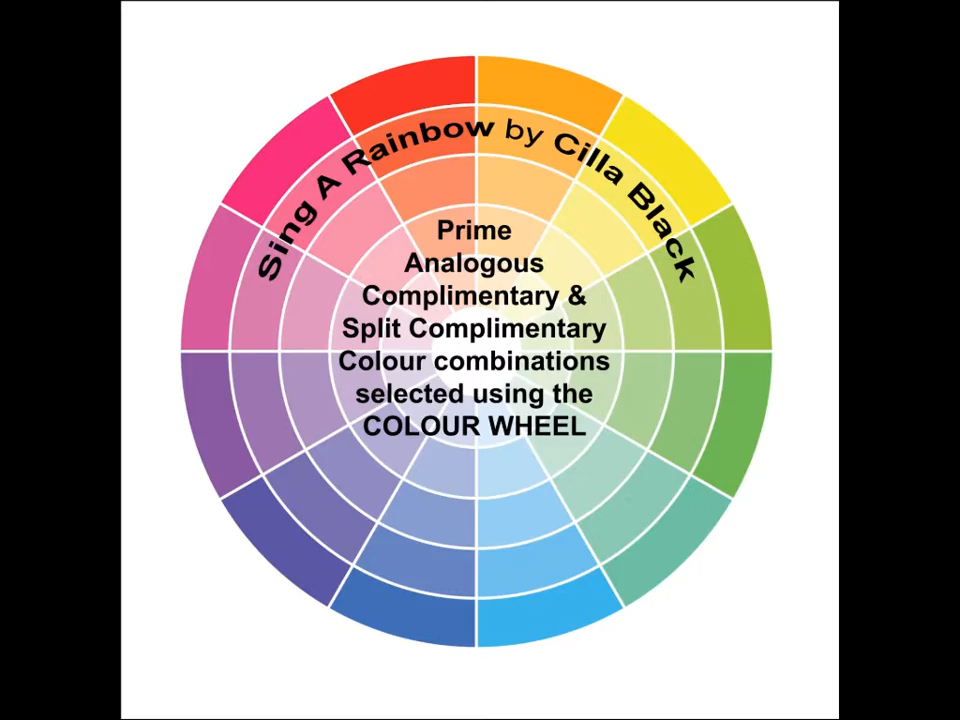 Sing A Rainbow by Cilla Black
Prime
Analogous
Complimentary &
Split Complimentary
Colour combinations
selected using the
COLOUR WHEEL